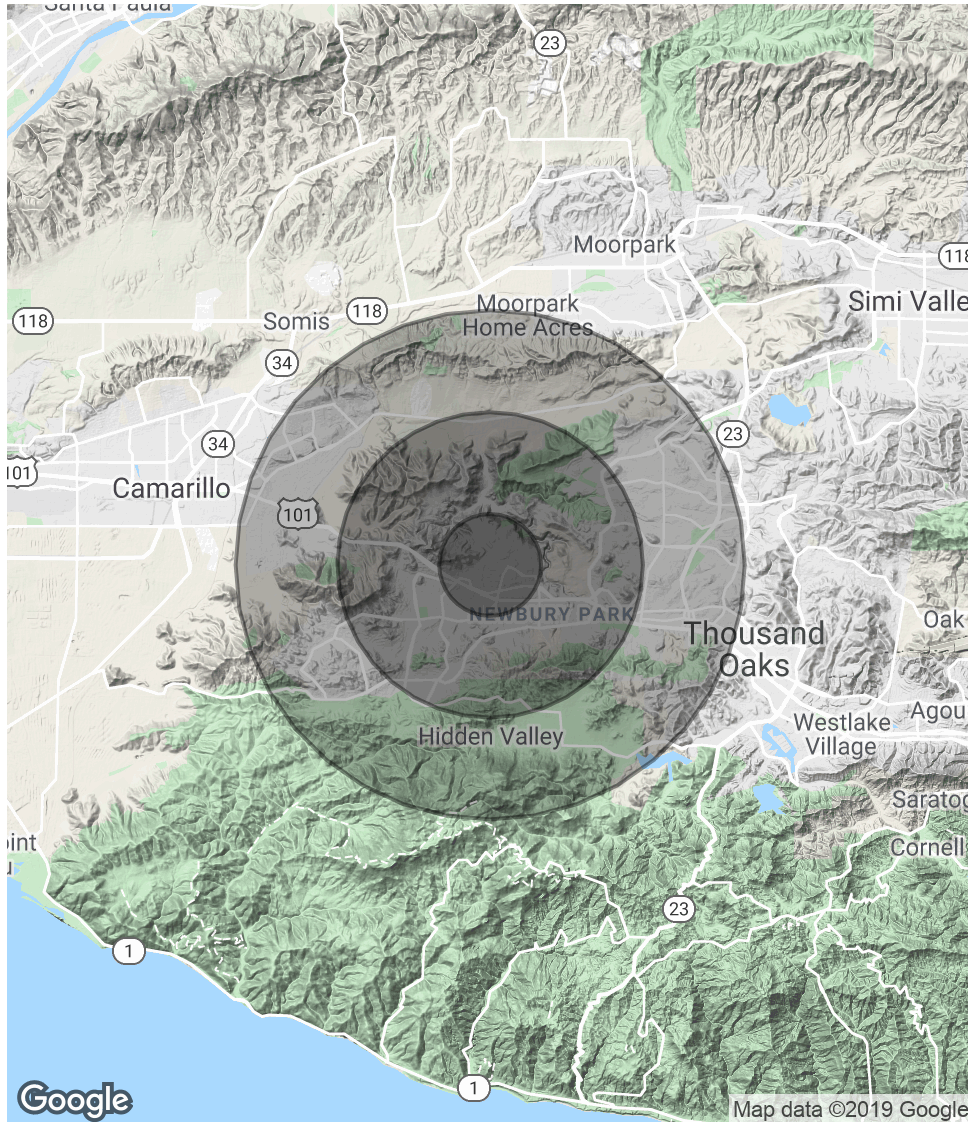 Santa Paula
23
Moorpark
118
Simi Valle
Moorpark
Home Acres
118
118
Somis
34
23
34
101
Camarillo
101
NEWBURY PARK
Thousand
Oaks
Oak
Agou
Westlake
Village
Hidden Valley
Saratog
oint
u
Cornell
23
1
1
Google
Map data ©2019 Google